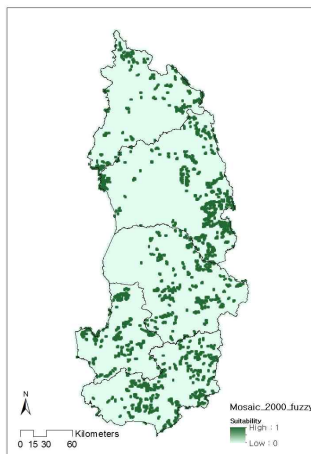 N
0 15 30 60
Kilometers
Mosaic_2000_fuzzy
Suitability
High : 1
Low : 0